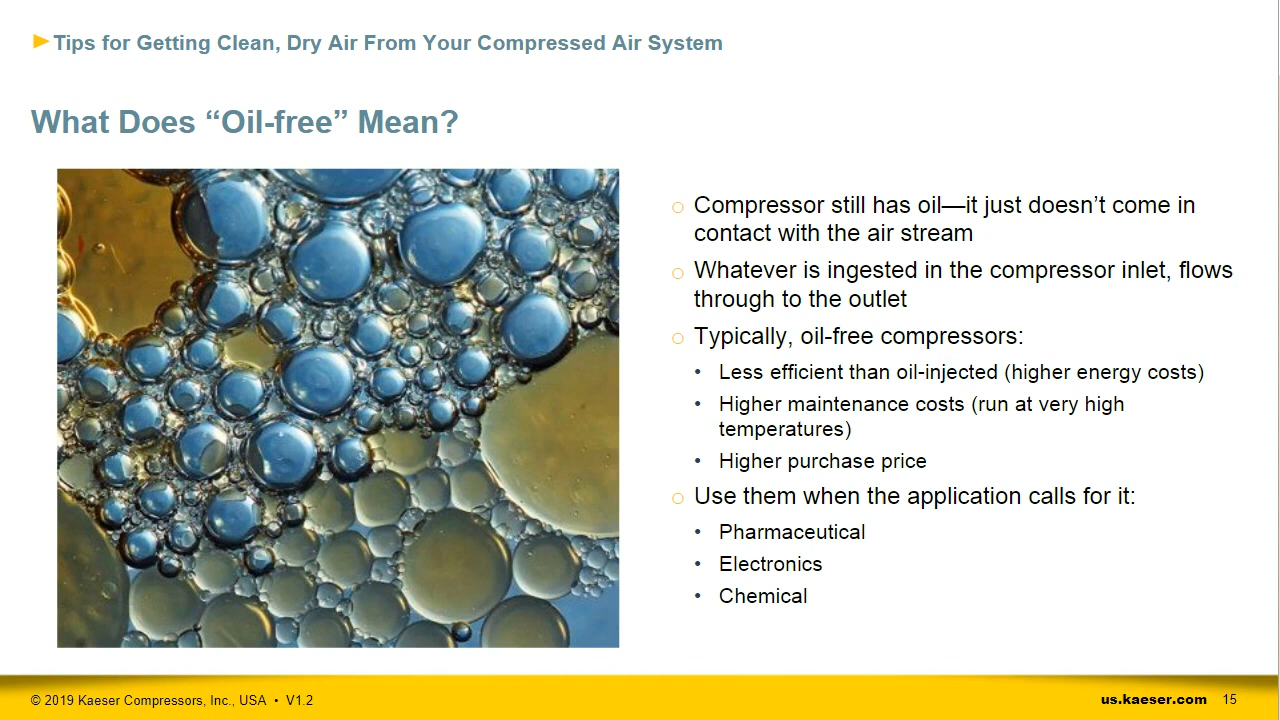 Tips for Getting Clean, Dry Air From Your Compressed Air System
What Does “Oil-free” Mean?
Compressor still has oil—it just doesn’t come in
contact with the air stream
Whatever is ingested in the compressor inlet, flows
through to the outlet
Typically, oil-free compressors:
• Less efficient than oil-injected (higher energy costs)
• Higher maintenance costs (run at very high
temperatures)
• Higher purchase price
Use them when the application calls for it:
• Pharmaceutical
• Electronics
• Chemical
© 2019 Kaeser Compressors, Inc., USA • V1.2
us.kaeser.com 15